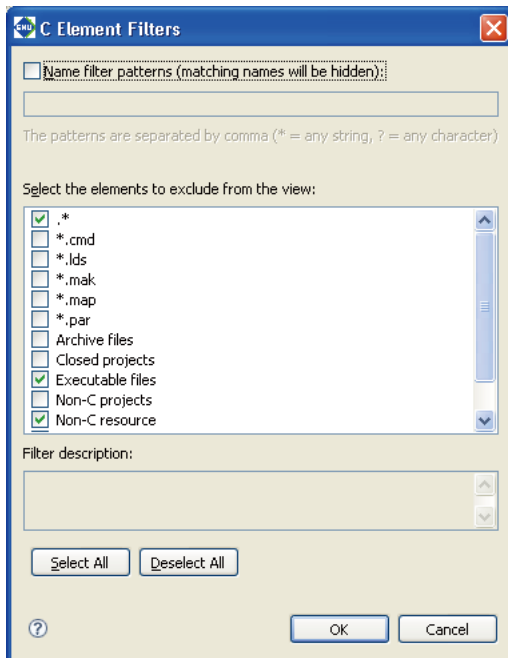 GNU C Element Filters
Name filter patterns (matching names will be hidden):
The patterns are separated by comma (* = any string, ? = any character)
Select the elements to exclude from the view:
.*
*.cmd
*.lds
*.mak
*.map
*.par
Archive files
Closed projects
Executable files
Non-C projects
Non-C resource
Filter description:
Select All Deselect All
? OK Cancel